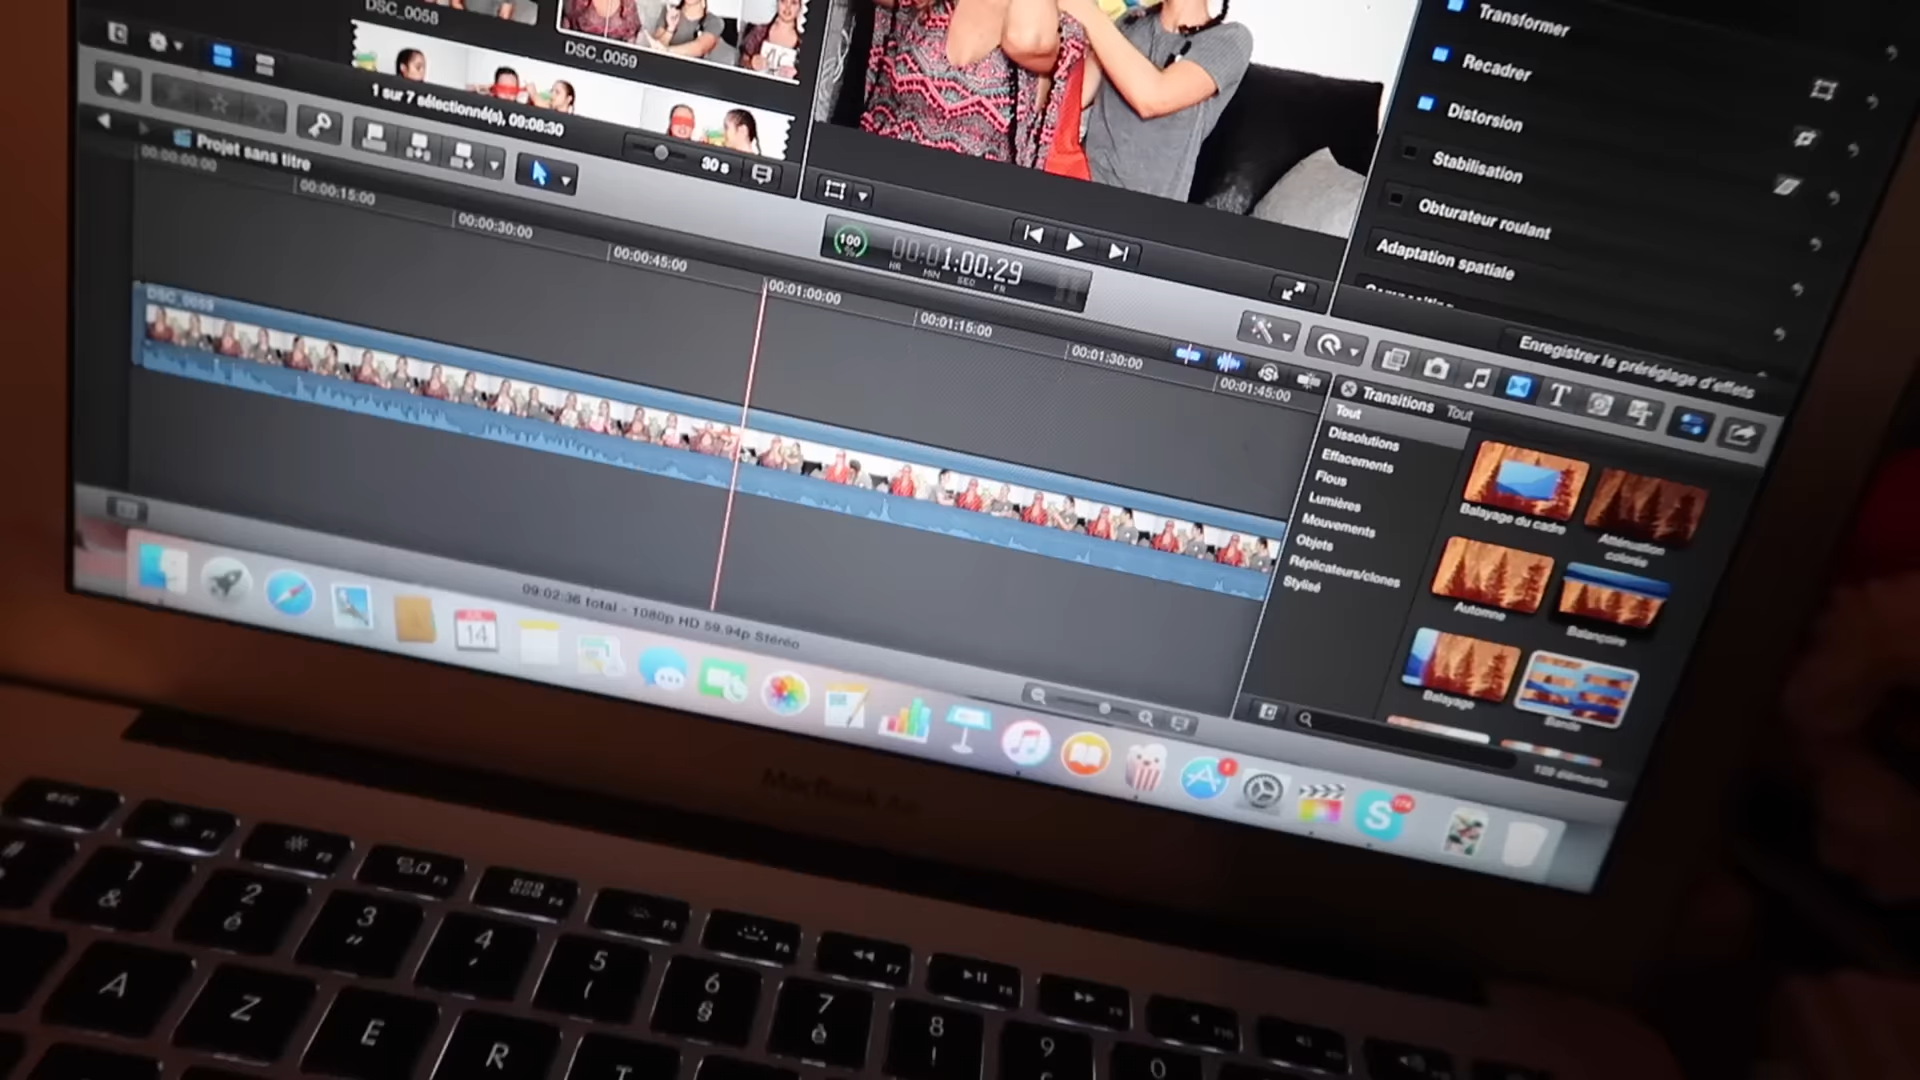 DSC_0058
DSC_0059
1 sur 7 sélectionné(s), 09:08:30
30 s
Projet sans titre
00:00:00:00
00:00:15:00
00:00:30:00
00:00:45:00
00:01:00:00
00:01:15:00
00:01:30:00
00:01:45:00
100
%
00:01:00:29
HR MIN SEC FR
DSC_0059
Transformer
Recadrer
Distorsion
Stabilisation
Obturateur roulant
Adaptation spatiale
Enregistrer le préréglage d'effets
Transitions Tout
Tout
Dissolutions
Effacements
Flous
Lumières
Mouvements
Objets
Réplicateurs/clones
Stylisé
Balayage du cadre
Atténuation colorée
Automne
Balançoire
Balayage
Bande
09:02:36 total - 1080p HD 59.94p Stéréo
14
1
174
S
T
MacBook Air
esc
F1
F2
F3
F4
F5
F6
F7
F8
F10
1 2 3 4 5 6 7 8 9 0
& é " ' ( § è !
A Z E R T